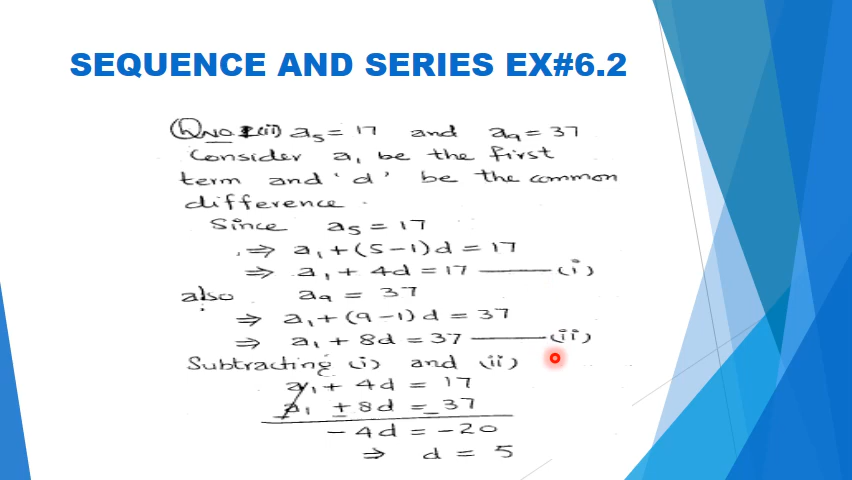 SEQUENCE AND SERIES EX#6.2
Q NO 1 (ii) a₅ = 17 and a₉ = 37
Consider a₁ be the first
term and 'd' be the common
difference.
Since a₅ = 17
⇒ a₁ + (5-1)d = 17
⇒ a₁ + 4d = 17 ——— (i)
also a₉ = 37
⇒ a₁ + (9-1)d = 37
⇒ a₁ + 8d = 37 ——— (ii)
Subtracting (i) and (ii)
a₁ + 4d = 17
a₁ ± 8d = _37
-4d = -20
⇒ d = 5